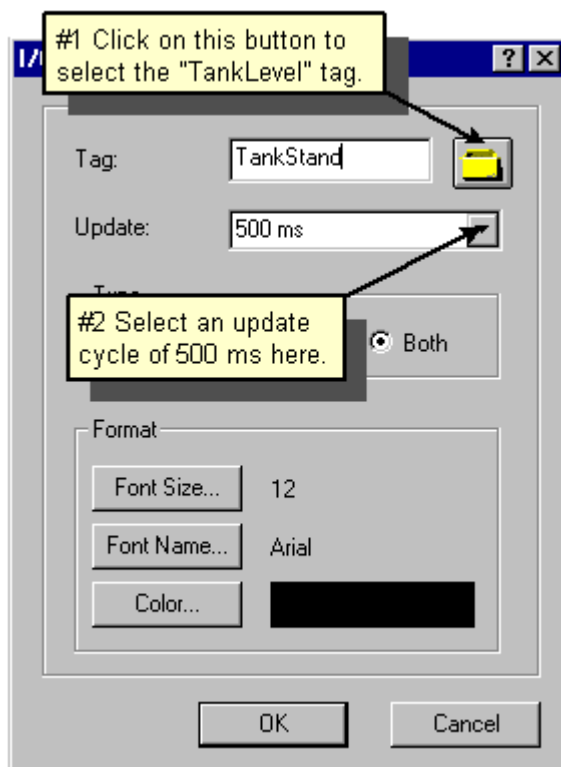 #1 Click on this button to
select the "TankLevel" tag.
Tag:
TankStand
Update:
500 ms
#2 Select an update
cycle of 500 ms here.
Both
Format
Font Size...
12
Font Name...
Arial
Color...
OK
Cancel